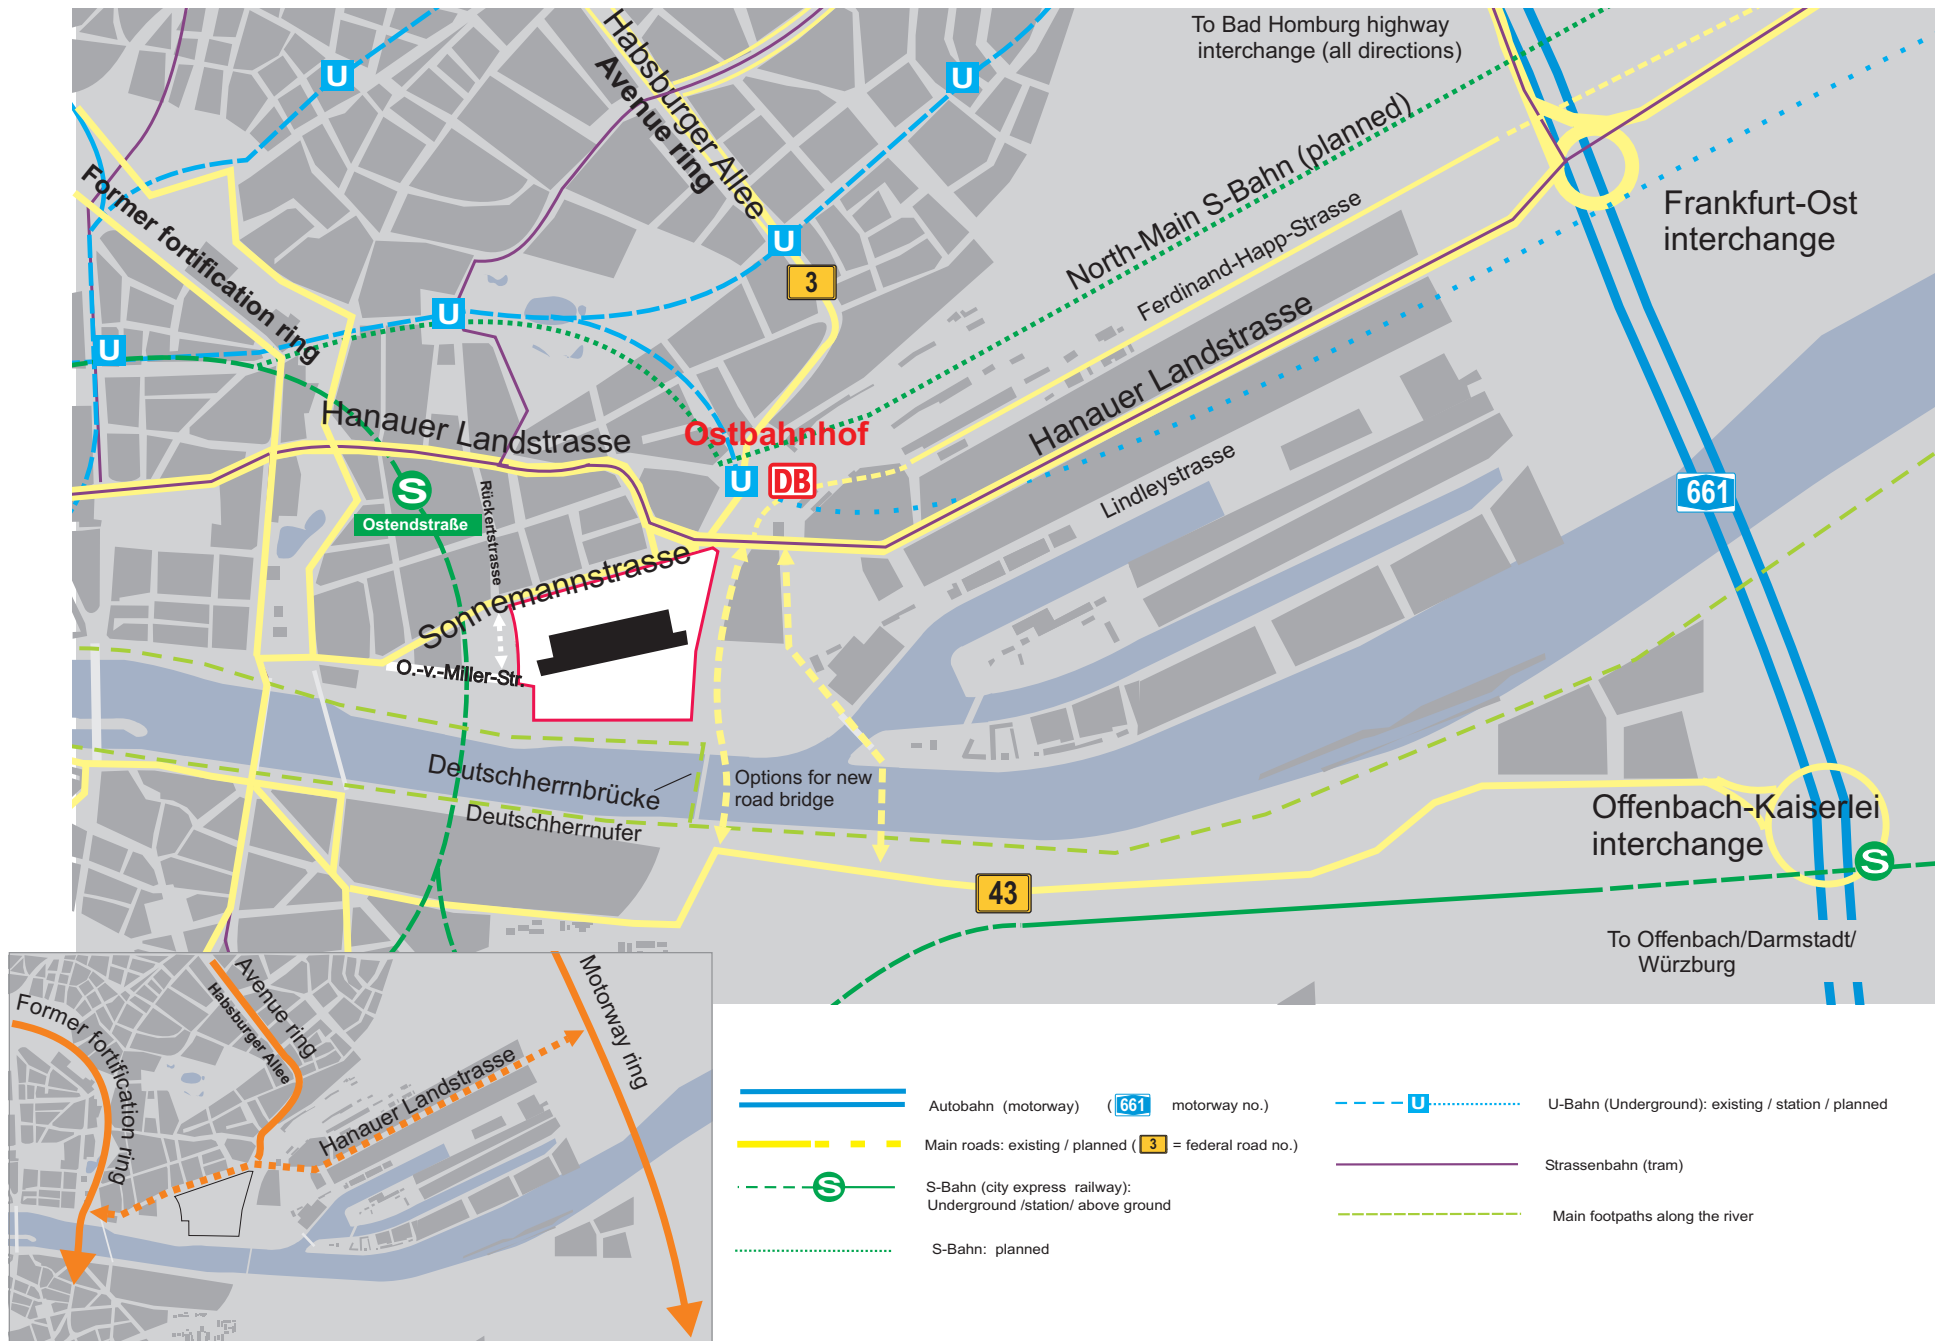 To Bad Homburg highway
interchange (all directions)
U
U
Habsburger Allee
Avenue ring
Former fortification ring
North-Main S-Bahn (planned)
Ferdinand-Happp-Strasse
Frankfurt-Ost
interchange
U
3
U
U
Hanauer Landstrasse
Hanauer Landstrasse
Ostbahnhof
U
DB
Lindleystrasse
661
S
Ostendstraße
Rückertstrasse
Sonnemannstrasse
O.-v.-Miller-Str.
Deutschherrnbrücke
Options for new
road bridge
Deutschherrnufer
Offenbach-Kaiserlei
interchange
S
43
To Offenbach/Darmstadt/
Würzburg
Former fortification ring
Avenue ring
Habsburger Allee
Motorway ring
Hanauer Landstrasse
Autobahn (motorway) ( 661 motorway no.)
Main roads: existing / planned ( 3 = federal road no.)
S
S-Bahn (city express railway):
Underground /station/ above ground
S-Bahn: planned
U
U-Bahn (Underground): existing / station / planned
Strassenbahn (tram)
Main footpaths along the river